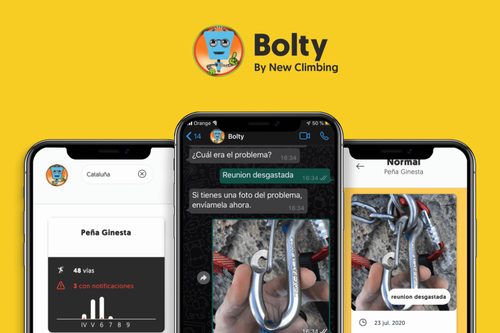 Bolty
By New Climbing
Orange
50 %
14
Bolty
¿Cuál era el problema?
16:34
Reunion desgastada
16:34
Si tienes una foto del problema,
envíamela ahora.
16:34
Cataluña
Peña Ginesta
48 vías
3 con notificaciones
IV V 6 7 8 9
Normal
Peña Ginesta
reunion desgastada
23 jul. 2020